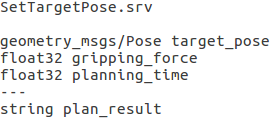 SetTargetPose.srv
geometry_msgs/Pose target_pose
float32 gripping_force
float32 planning_time
---
string plan_result